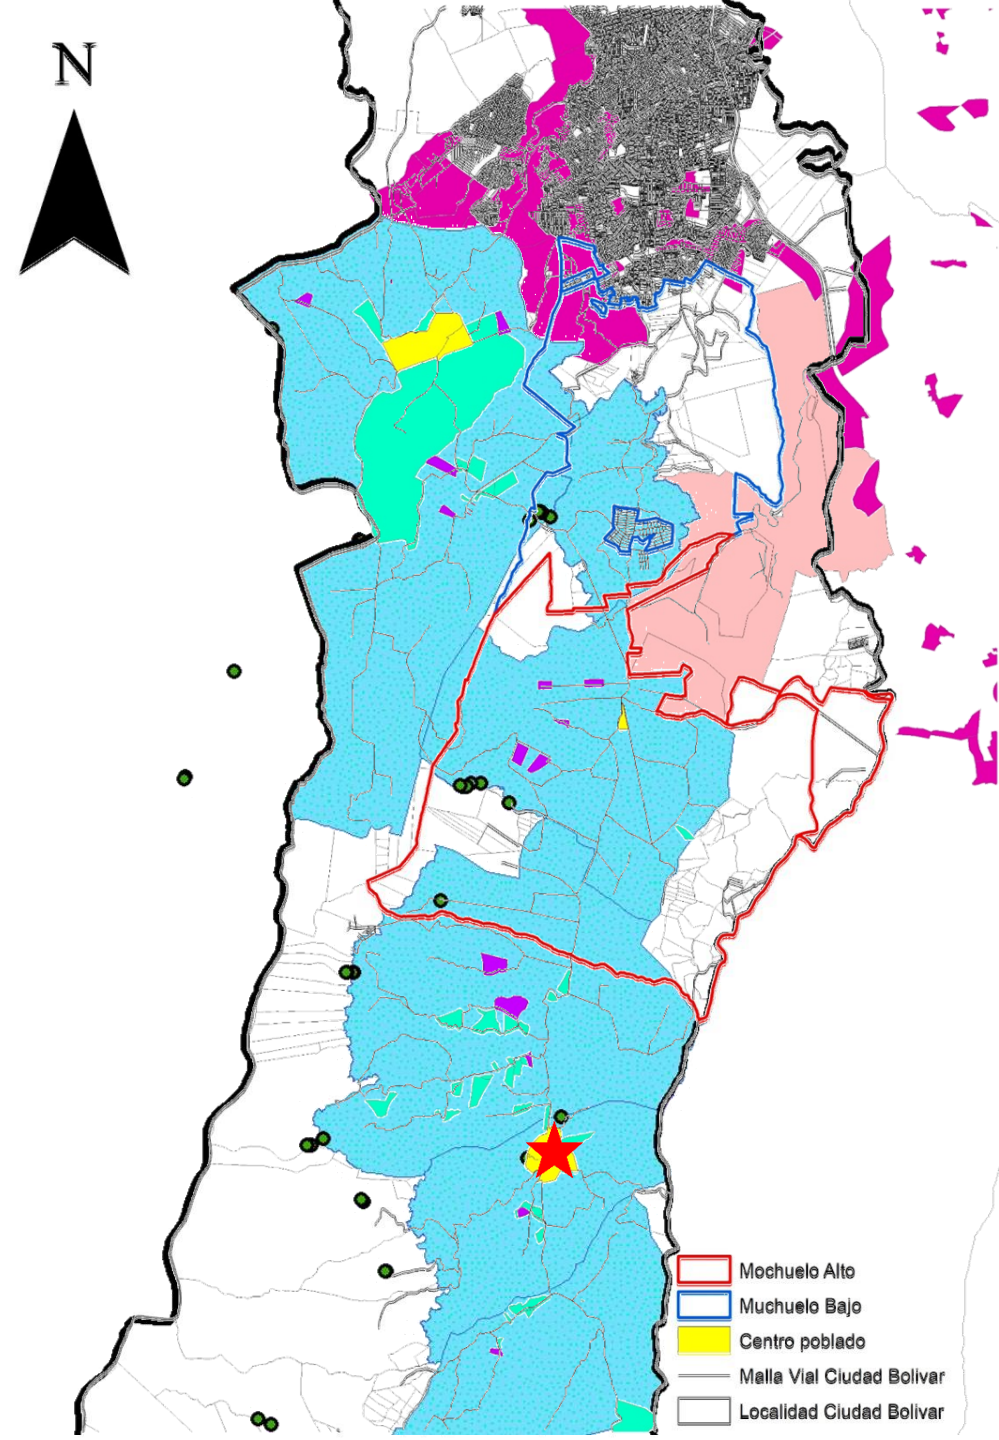 N
Mochuelo Alto
Muchuelo Bajo
Centro poblado
Malla Vial Ciudad Bolivar
Localidad Ciudad Bolivar